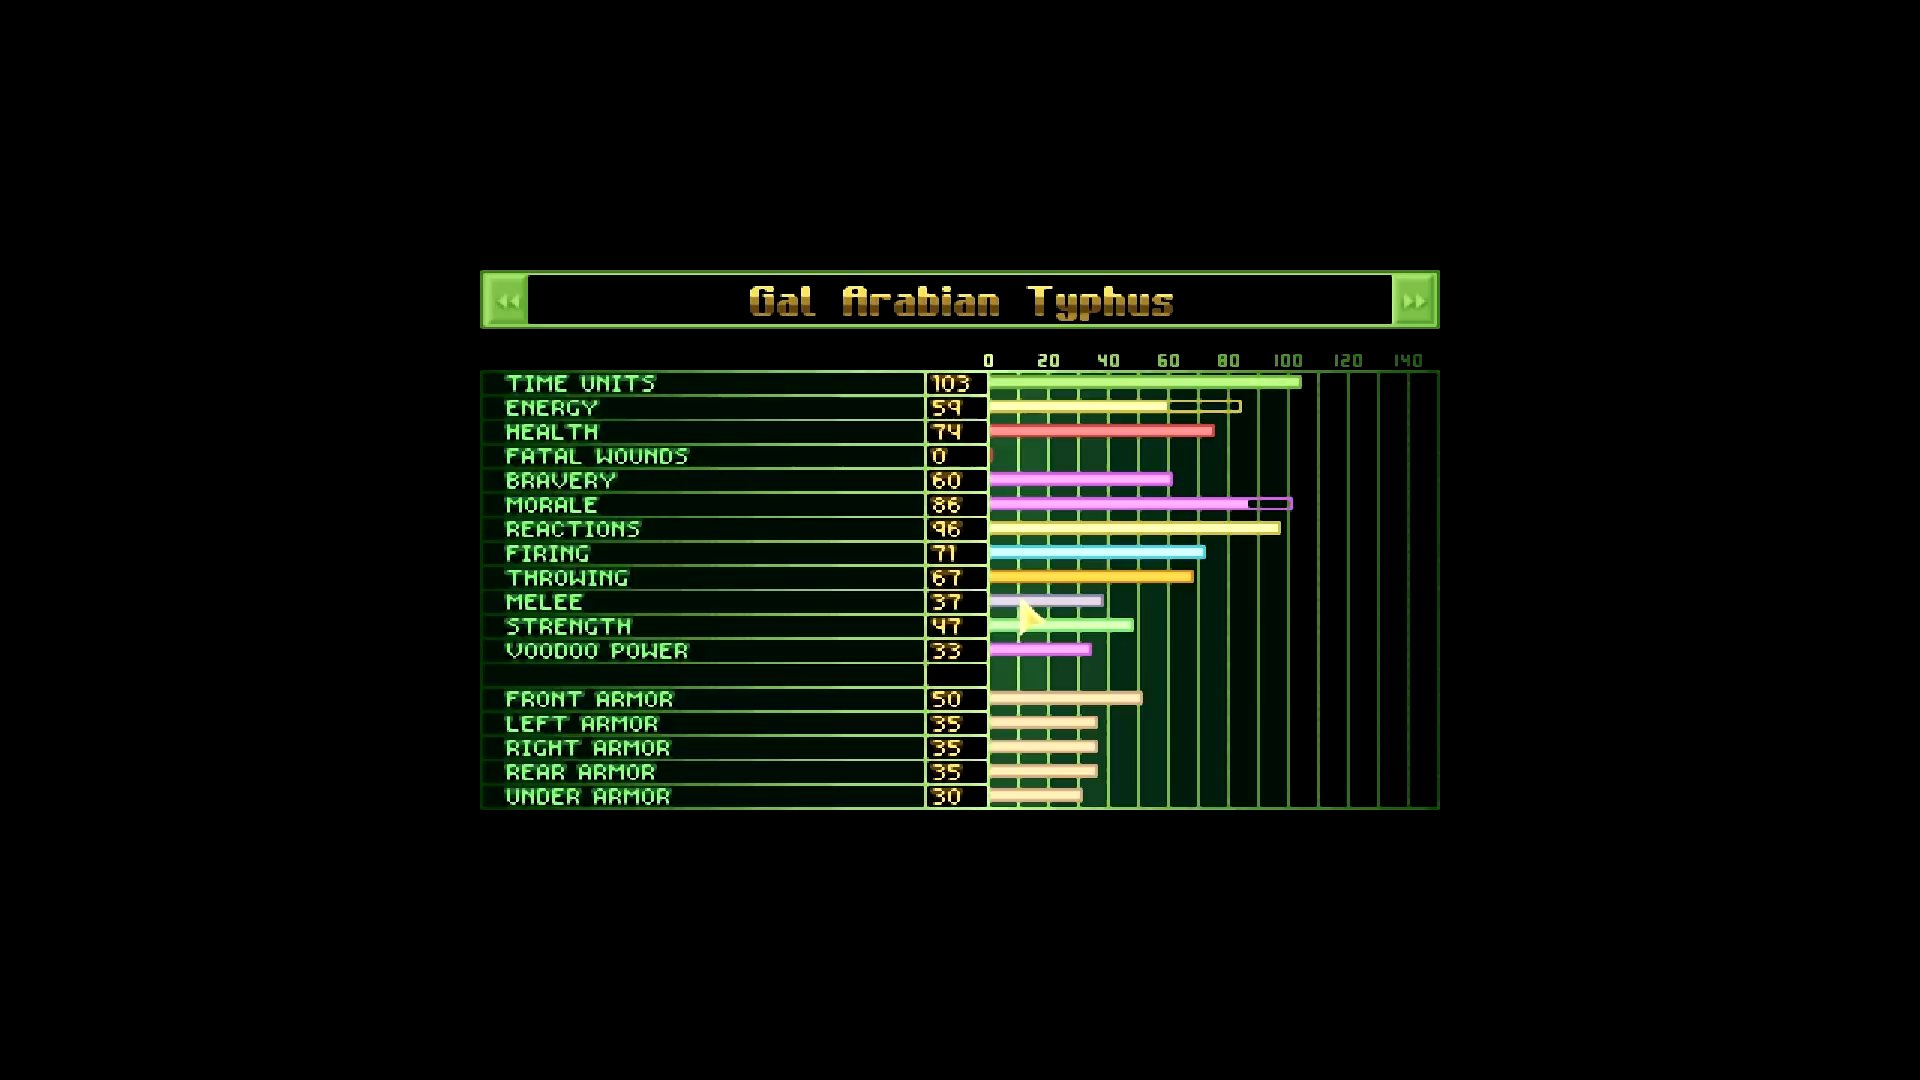 Gal Arabian Typhus
0 20 40 60 80 100 120 140
TIME UNITS 103
ENERGY 59
HEALTH 74
FATAL WOUNDS 0
BRAVERY 60
MORALE 86
REACTIONS 96
FIRING 71
THROWING 67
MELEE 37
STRENGTH 47
VOODOO POWER 33
FRONT ARMOR 50
LEFT ARMOR 35
RIGHT ARMOR 35
REAR ARMOR 35
UNDER ARMOR 30